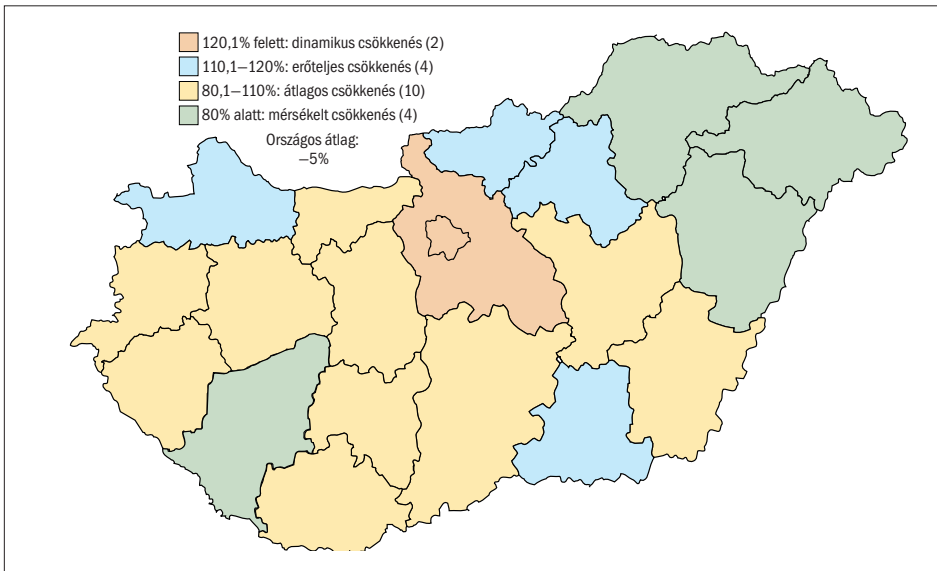 120,1% felett: dinamikus csökkenés (2)
110,1—120%: erőteljes csökkenés (4)
80,1—110%: átlagos csökkenés (10)
80% alatt: mérsékelt csökkenés (4)
Országos átlag:
—5%